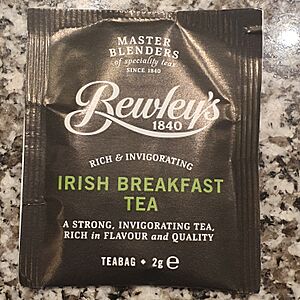 MASTER
BLENDERS
of speciality teas
SINCE 1840
Bewley's
1840
RICH & INVIGORATING
IRISH BREAKFAST
TEA
A STRONG, INVIGORATING TEA,
RICH in FLAVOUR and QUALITY
TEABAG ◆ 2g ℮